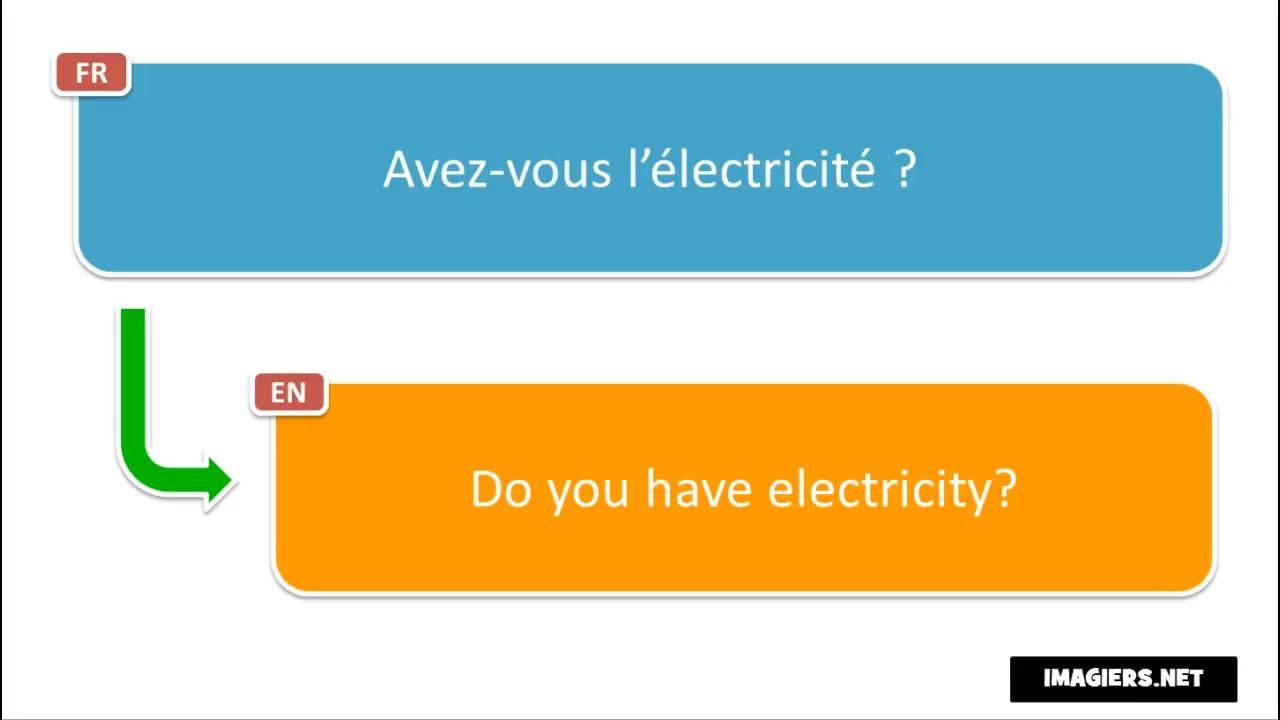 FR
Avez-vous l’électricité ?
EN
Do you have electricity?
IMAGIERS.NET